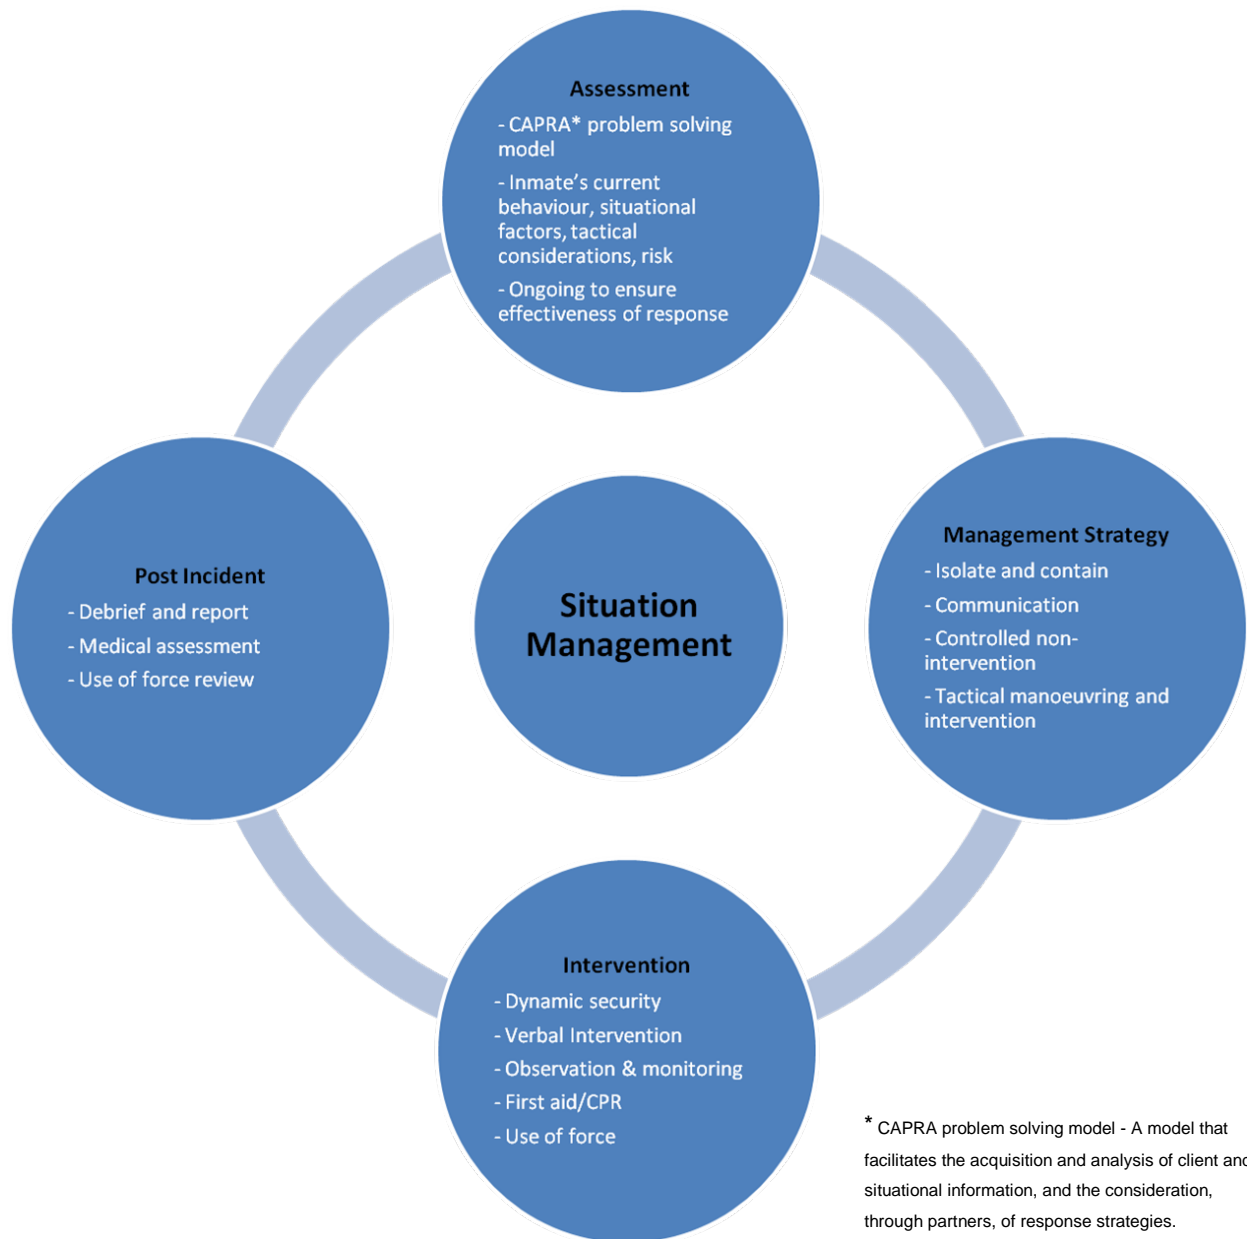 Assessment
- CAPRA* problem solving
model
- Inmate's current
behaviour, situational
factors, tactical
considerations, risk
- Ongoing to ensure
effectiveness of response
Management Strategy
- Isolate and contain
- Communication
- Controlled non-
intervention
- Tactical manoeuvring and
intervention
Situation
Management
Post Incident
- Debrief and report
- Medical assessment
- Use of force review
Intervention
- Dynamic security
- Verbal Intervention
- Observation & monitoring
- First aid/CPR
- Use of force
* CAPRA problem solving model - A model that
facilitates the acquisition and analysis of client and
situational information, and the consideration,
through partners, of response strategies.